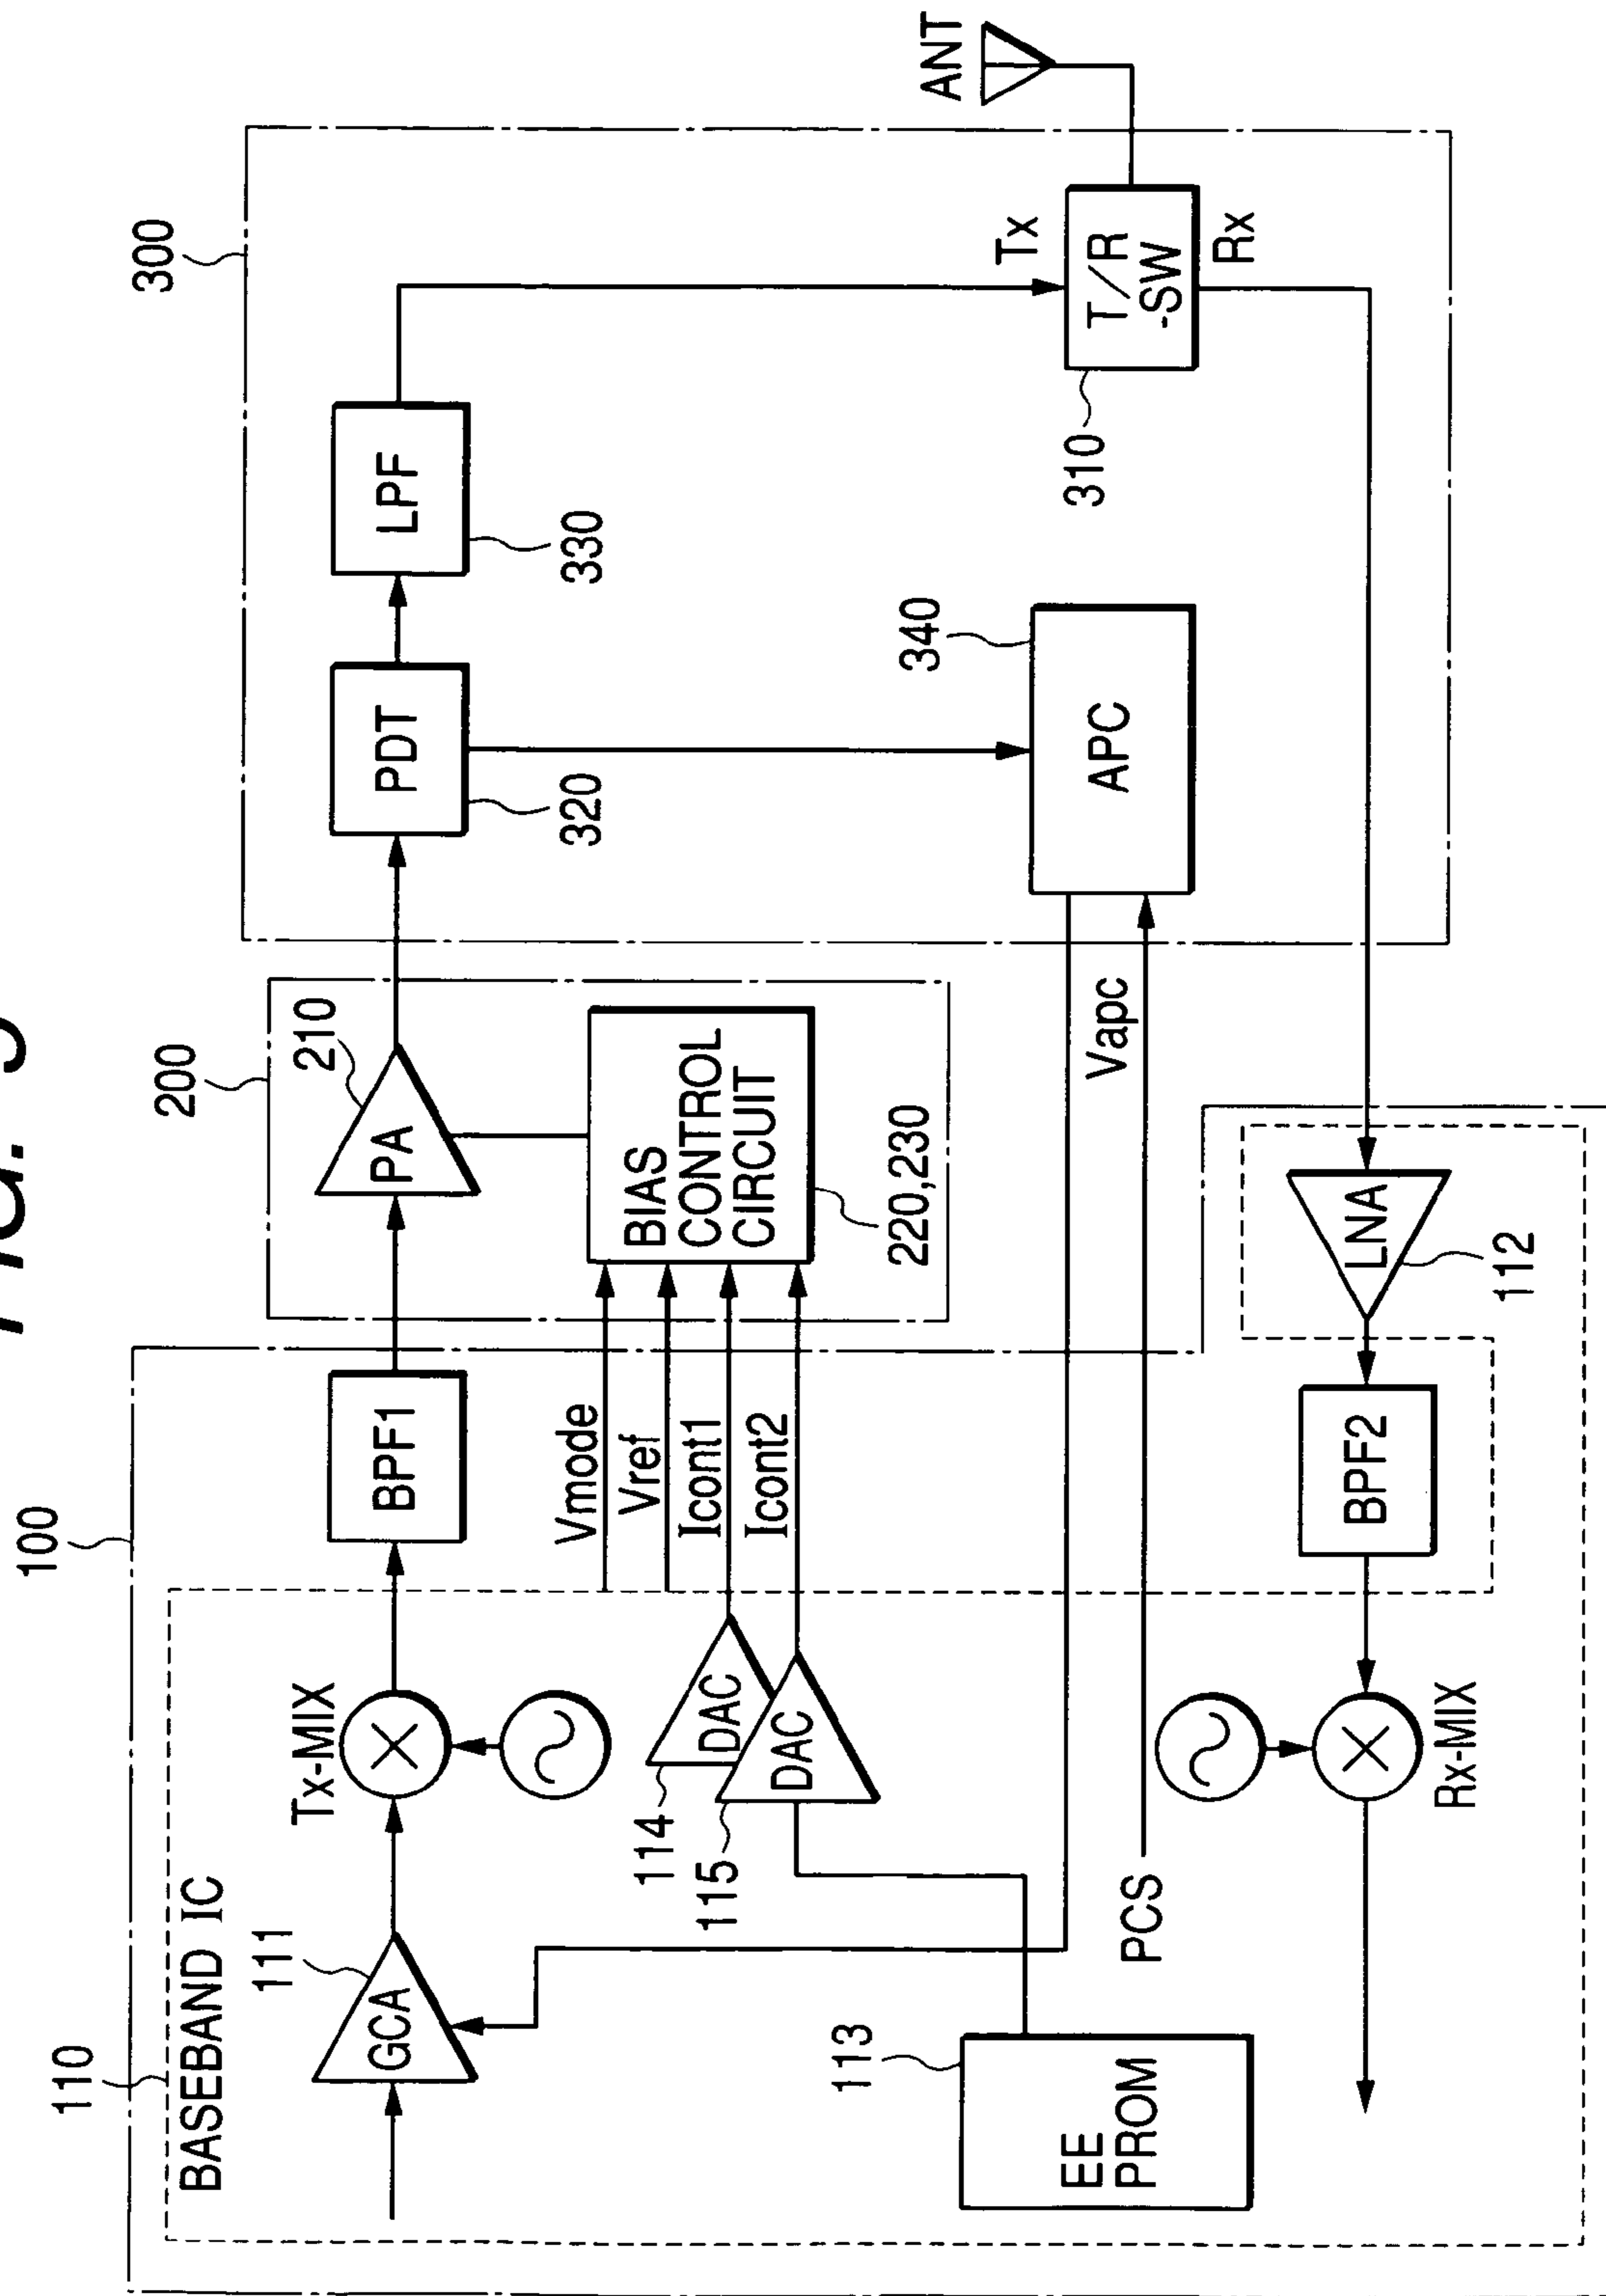 100
110
BASEBAND IC
111
GCA
Tx-MIX
BPF1
200
210
PA
300
PDT
320
LPF
330
ANT
Tx
T/R
-SW
Rx
310
Vmode
Vref
Icont1
Icont2
BIAS
CONTROL
CIRCUIT
220,230
114
DAC
115
DAC
340
APC
Vapc
PCS
113
EE
PROM
Rx-MIX
BPF2
LNA
112